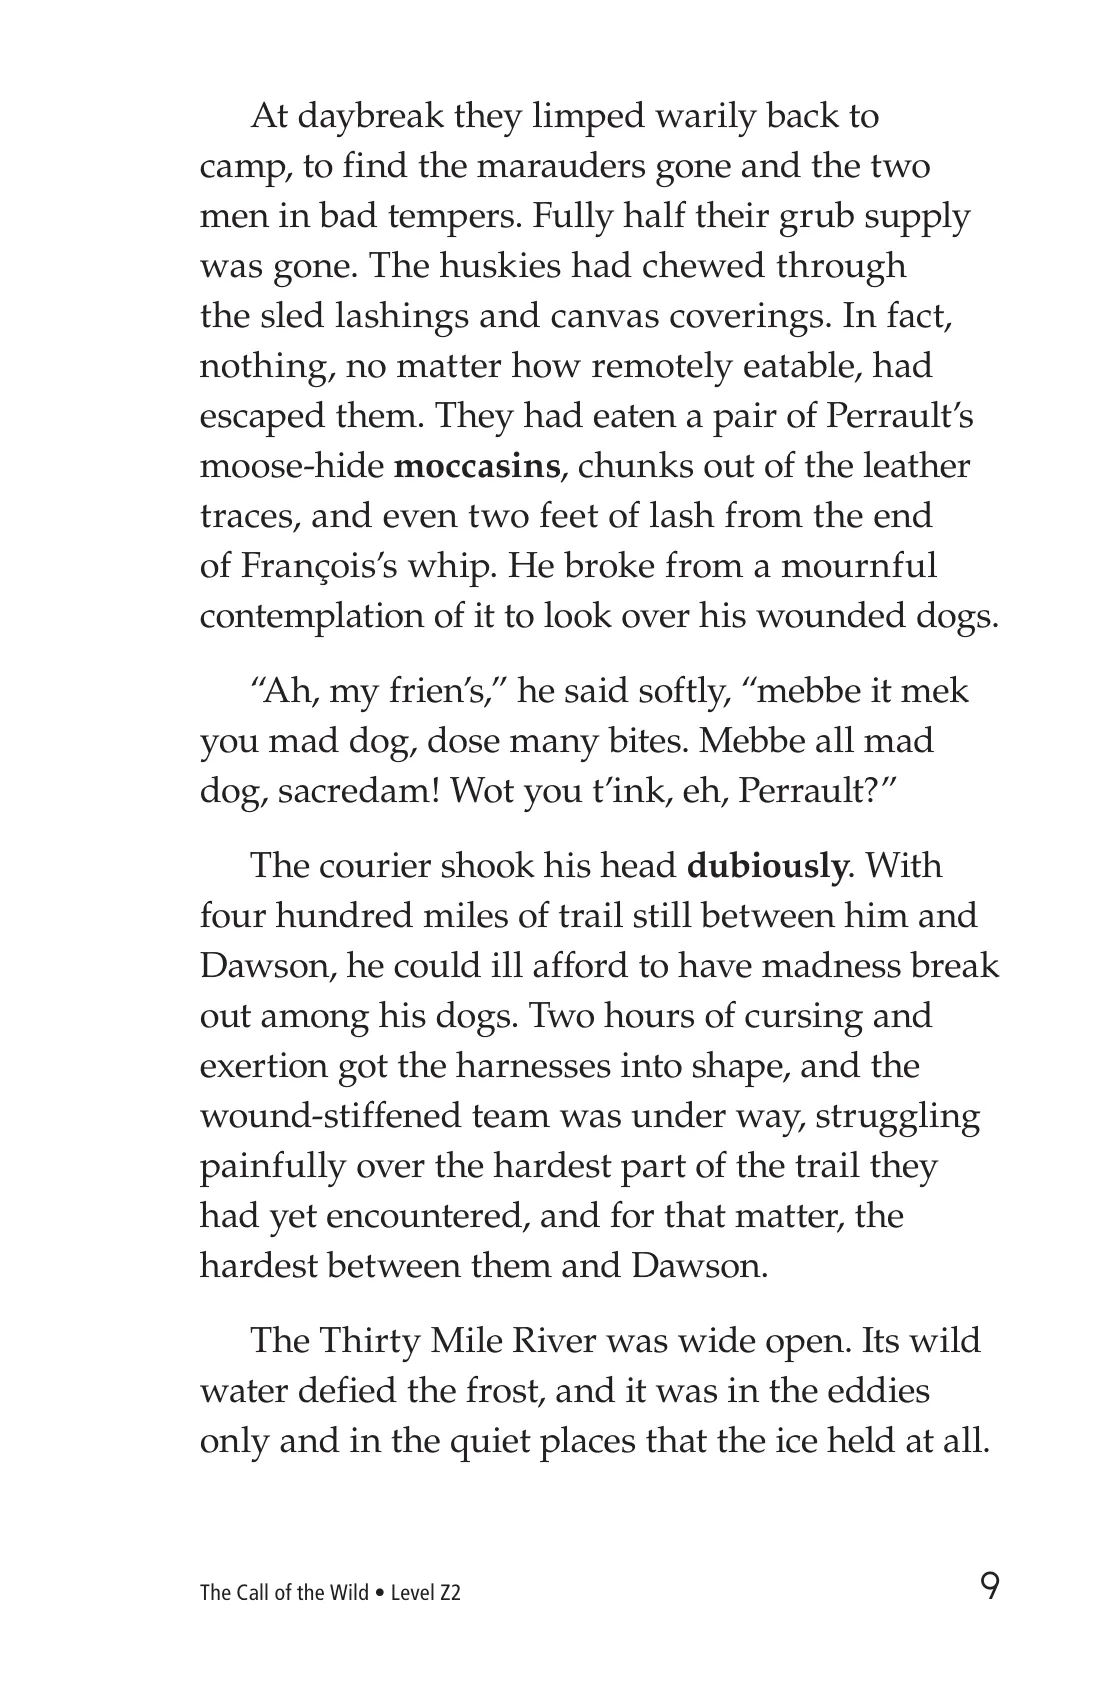 At daybreak they limped warily back to
camp, to find the marauders gone and the two
men in bad tempers. Fully half their grub supply
was gone. The huskies had chewed through
the sled lashings and canvas coverings. In fact,
nothing, no matter how remotely eatable, had
escaped them. They had eaten a pair of Perrault’s
moose-hide moccasins, chunks out of the leather
traces, and even two feet of lash from the end
of François’s whip. He broke from a mournful
contemplation of it to look over his wounded dogs.
“Ah, my frien’s,” he said softly, “mebbe it mek
you mad dog, dose many bites. Mebbe all mad
dog, sacredam! Wot you t’ink, eh, Perrault?”
The courier shook his head dubiously. With
four hundred miles of trail still between him and
Dawson, he could ill afford to have madness break
out among his dogs. Two hours of cursing and
exertion got the harnesses into shape, and the
wound-stiffened team was under way, struggling
painfully over the hardest part of the trail they
had yet encountered, and for that matter, the
hardest between them and Dawson.
The Thirty Mile River was wide open. Its wild
water defied the frost, and it was in the eddies
only and in the quiet places that the ice held at all.
The Call of the Wild • Level Z2
9